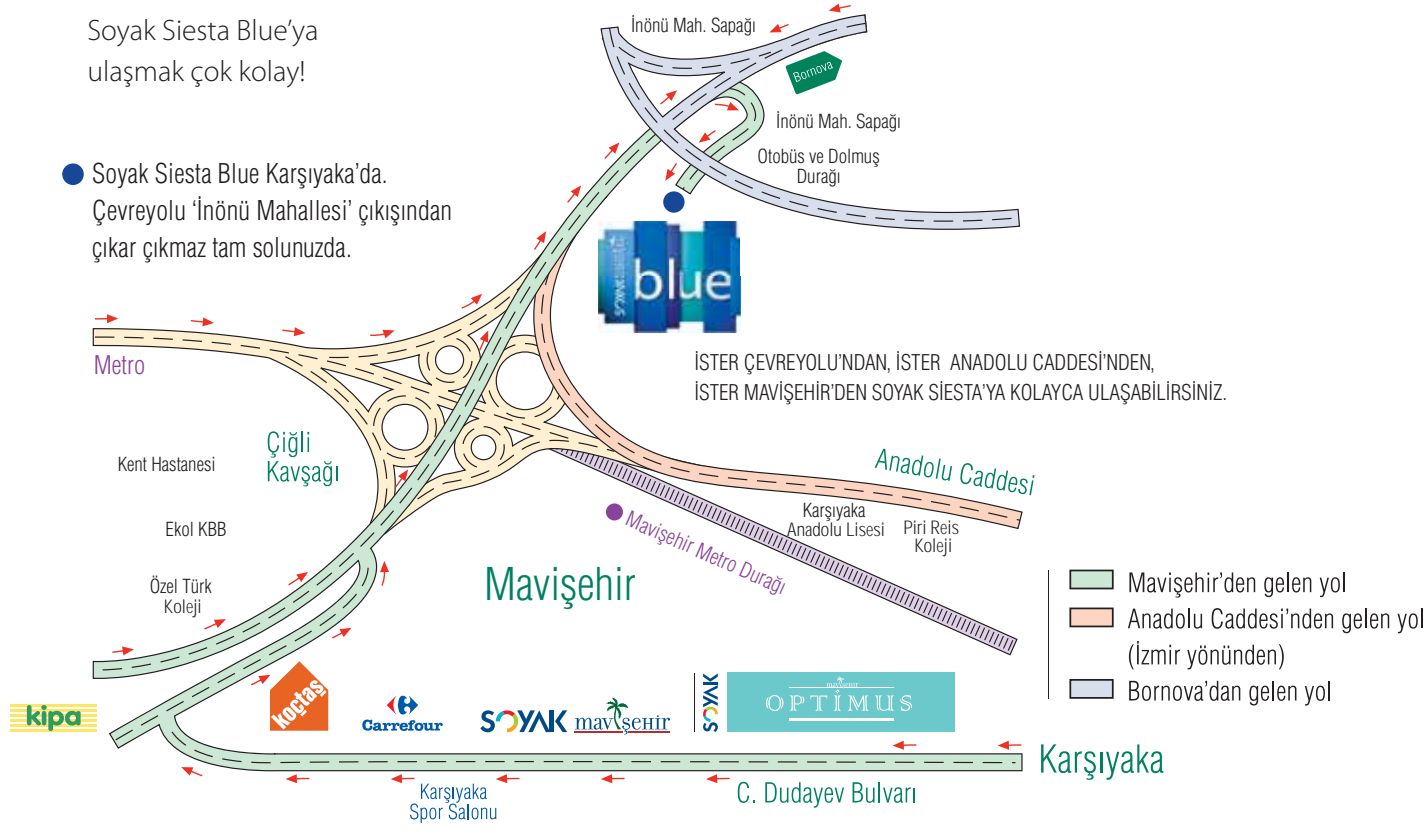 Soyak Siesta Blue’ya
ulaşmak çok kolay!
Soyak Siesta Blue Karşıyaka’da.
Çevreyolu ‘İnönü Mahallesi’ çıkışından
çıkar çıkmaz tam solunuzda.
İnönü Mah. Sapağı
Bornova
İnönü Mah. Sapağı
Otobüs ve Dolmuş
Durağı
SOYAK
blue
İSTER ÇEVREYOLU’NDAN, İSTER ANADOLU CADDESİ’NDEN,
İSTER MAVİŞEHİR’DEN SOYAK SİESTA’YA KOLAYCA ULAŞABİLİRSİNİZ.
Metro
Çiğli
Kavşağı
Kent Hastanesi
Ekol KBB
Özel Türk
Koleji
Anadolu Caddesi
Karşıyaka
Anadolu Lisesi
Piri Reis
Koleji
Mavişehir Metro Durağı
Mavişehir
Mavişehir’den gelen yol
Anadolu Caddesi’nden gelen yol
(İzmir yönünden)
Bornova’dan gelen yol
kipa
koçtaş
Carrefour
SOYAK mavişehir
SOYAK
mavişehir
OPTİMUS
Karşıyaka
Karşıyaka
Spor Salonu
C. Dudayev Bulvarı